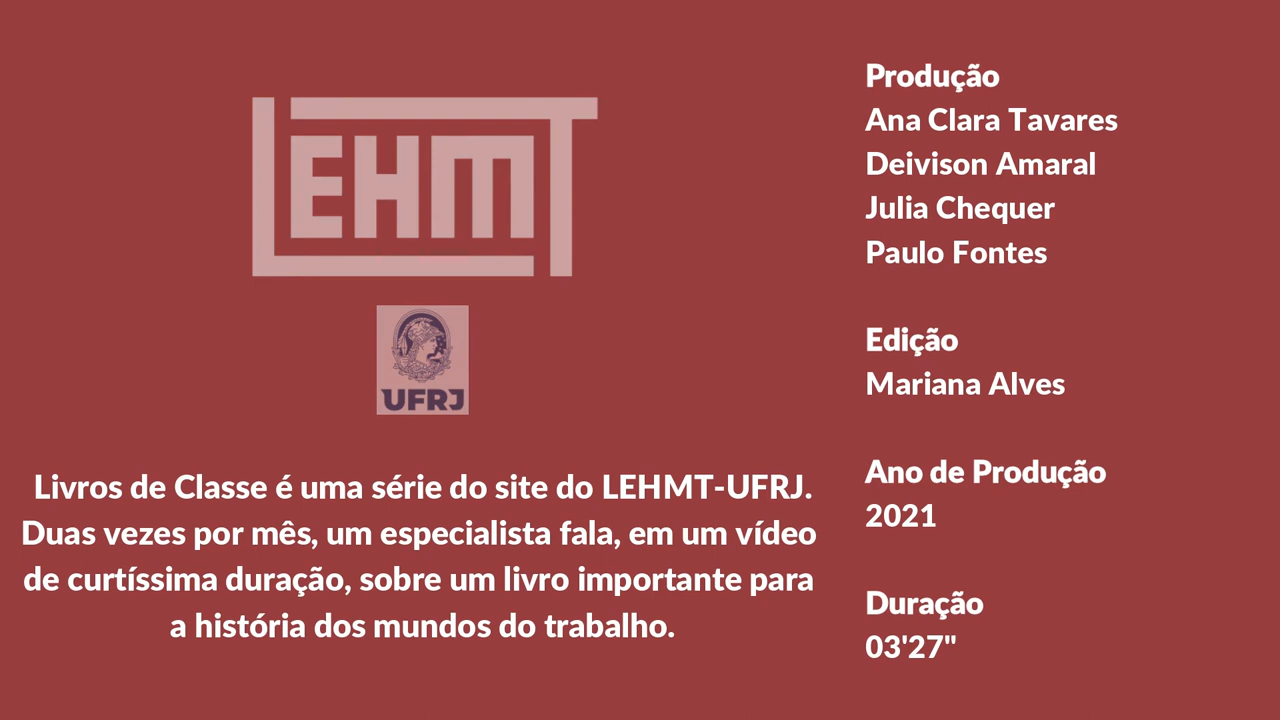 LEHMT
UFRJ
Livros de Classe é uma série do site do LEHMT-UFRJ.
Duas vezes por mês, um especialista fala, em um vídeo
de curtíssima duração, sobre um livro importante para
a história dos mundos do trabalho.
Produção
Ana Clara Tavares
Deivison Amaral
Julia Chequer
Paulo Fontes
Edição
Mariana Alves
Ano de Produção
2021
Duração
03'27"